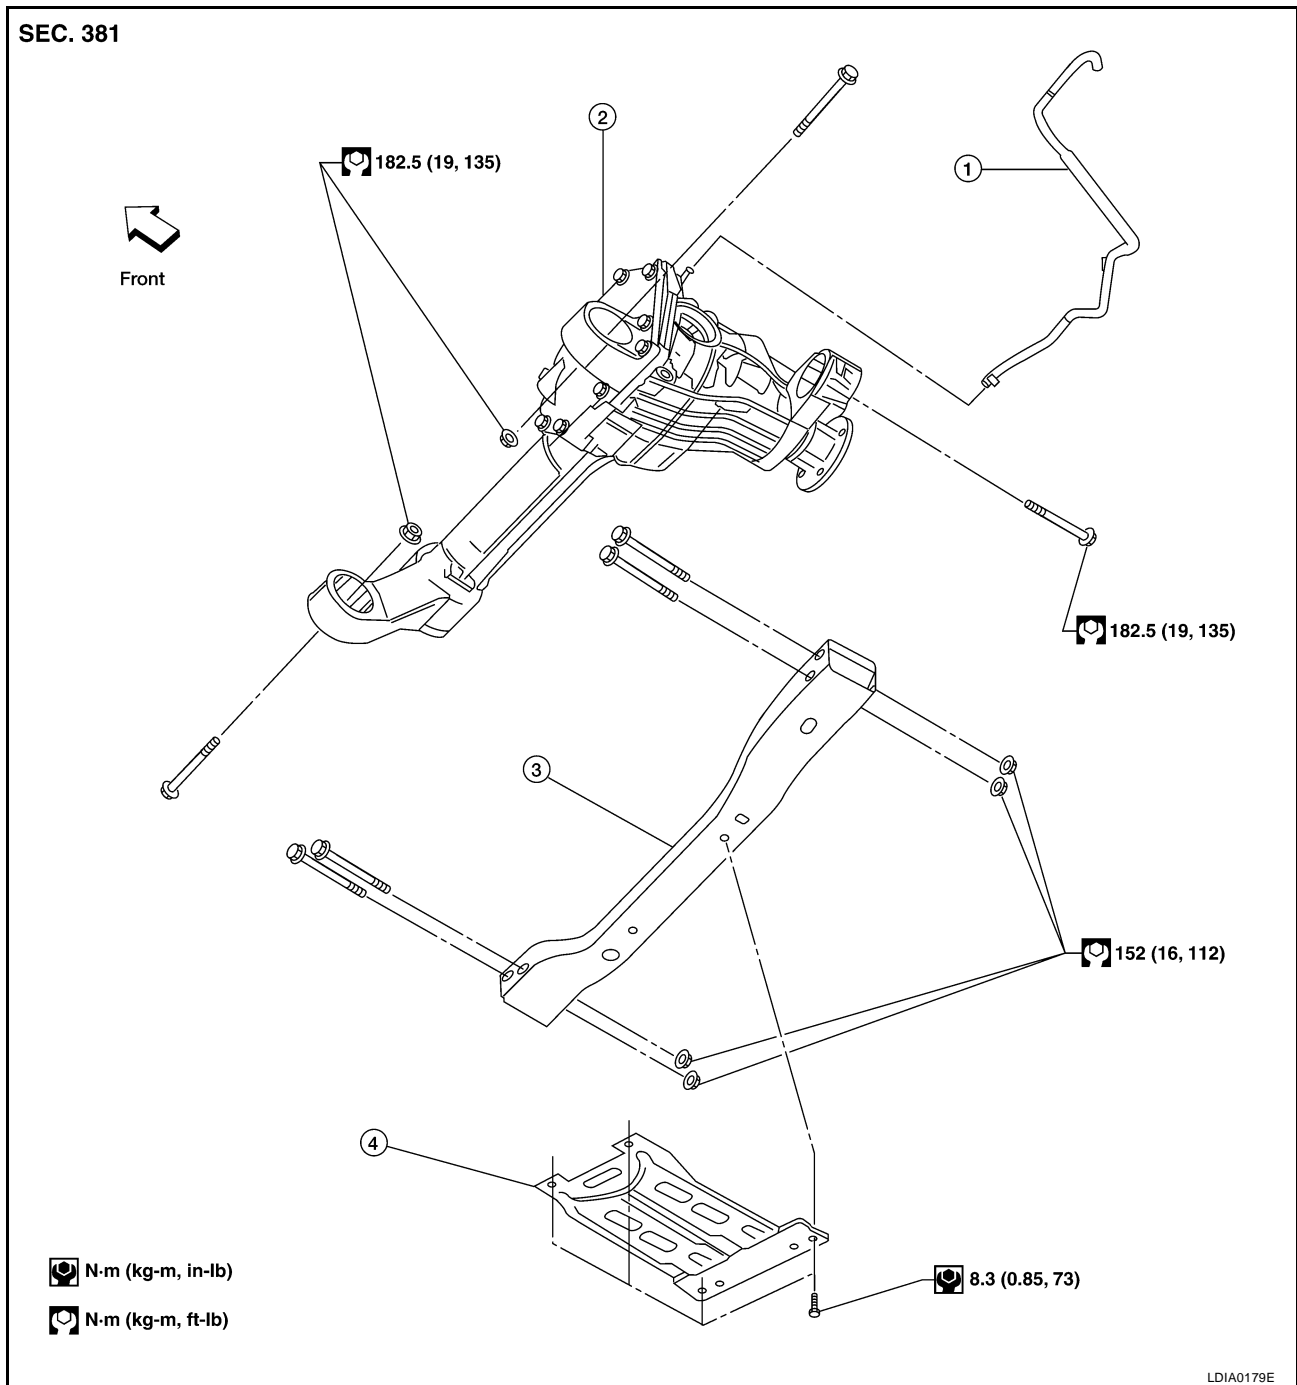 SEC. 381
2
182.5 (19, 135)
1
Front
182.5 (19, 135)
3
152 (16, 112)
4
N·m (kg-m, in-lb)
8.3 (0.85, 73)
N·m (kg-m, ft-lb)
LDIA0179E